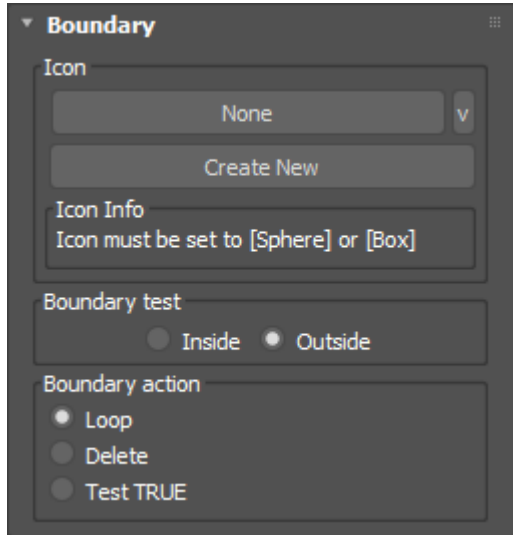 Boundary
Icon
None v
Create New
Icon Info
Icon must be set to [Sphere] or [Box]
Boundary test
Inside Outside
Boundary action
Loop
Delete
Test TRUE